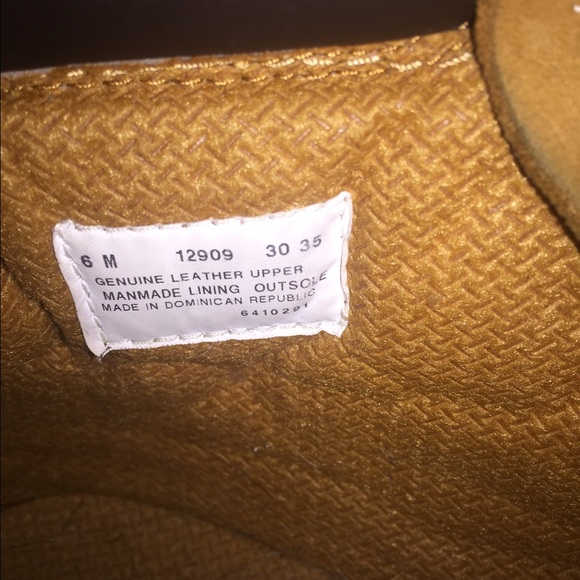 6 M 12909 30 35
GENUINE LEATHER UPPER
MANMADE LINING OUTSOLE
MADE IN DOMINICAN REPUBLIC
6410291